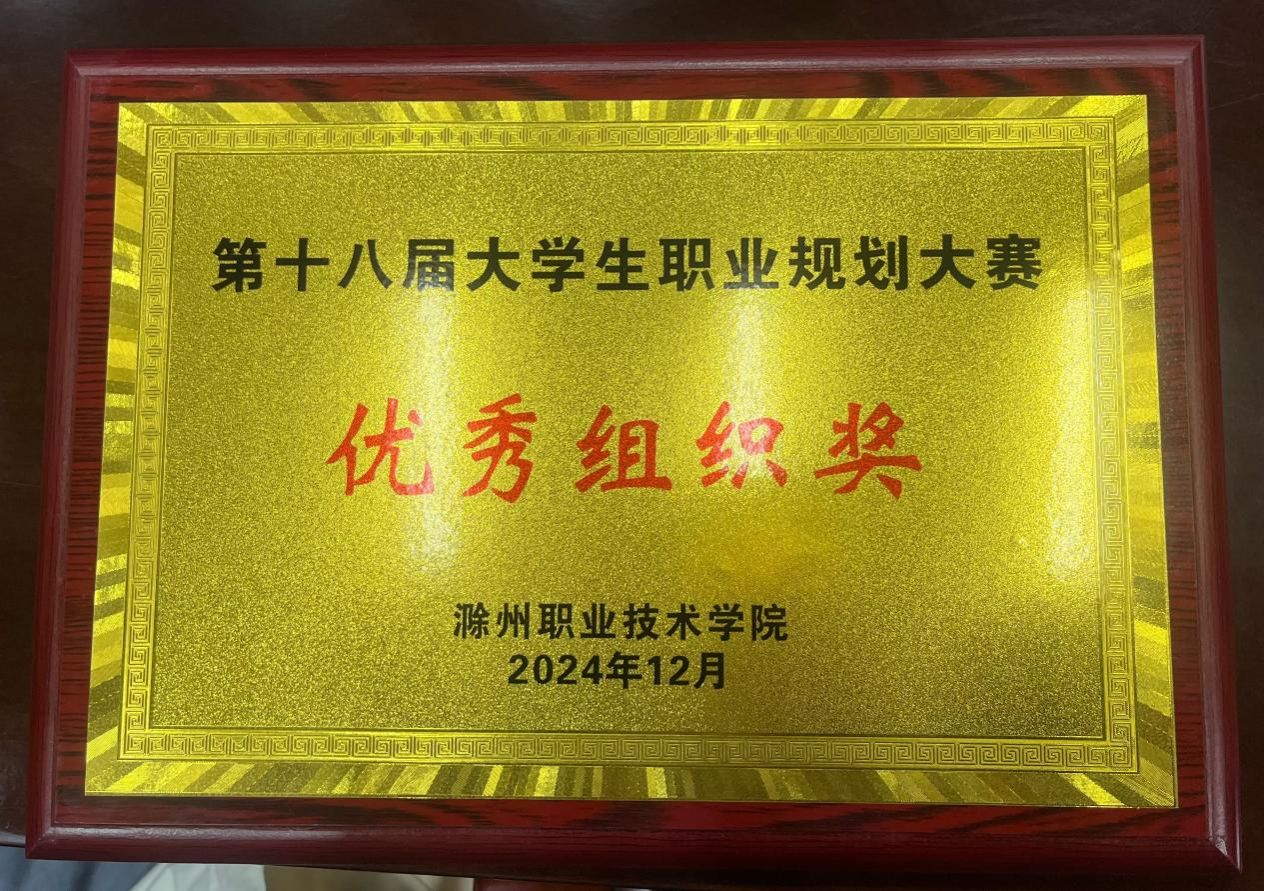 第十八届大学生职业规划大赛
优秀组织奖
滁州职业技术学院
2024年12月